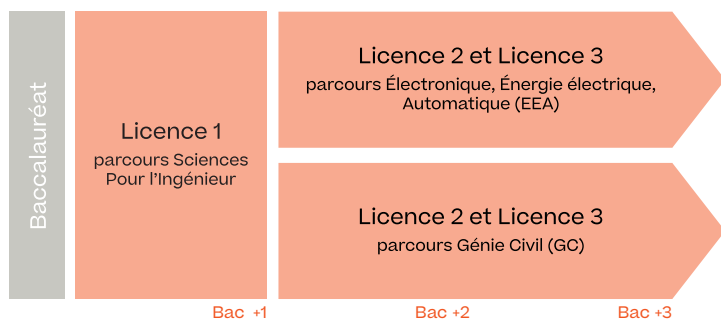 Baccalauréat
Licence 1
parcours Sciences
Pour l'Ingénieur
Licence 2 et Licence 3
parcours Électronique, Énergie électrique,
Automatique (EEA)
Licence 2 et Licence 3
parcours Génie Civil (GC)
Bac +1
Bac +2
Bac +3